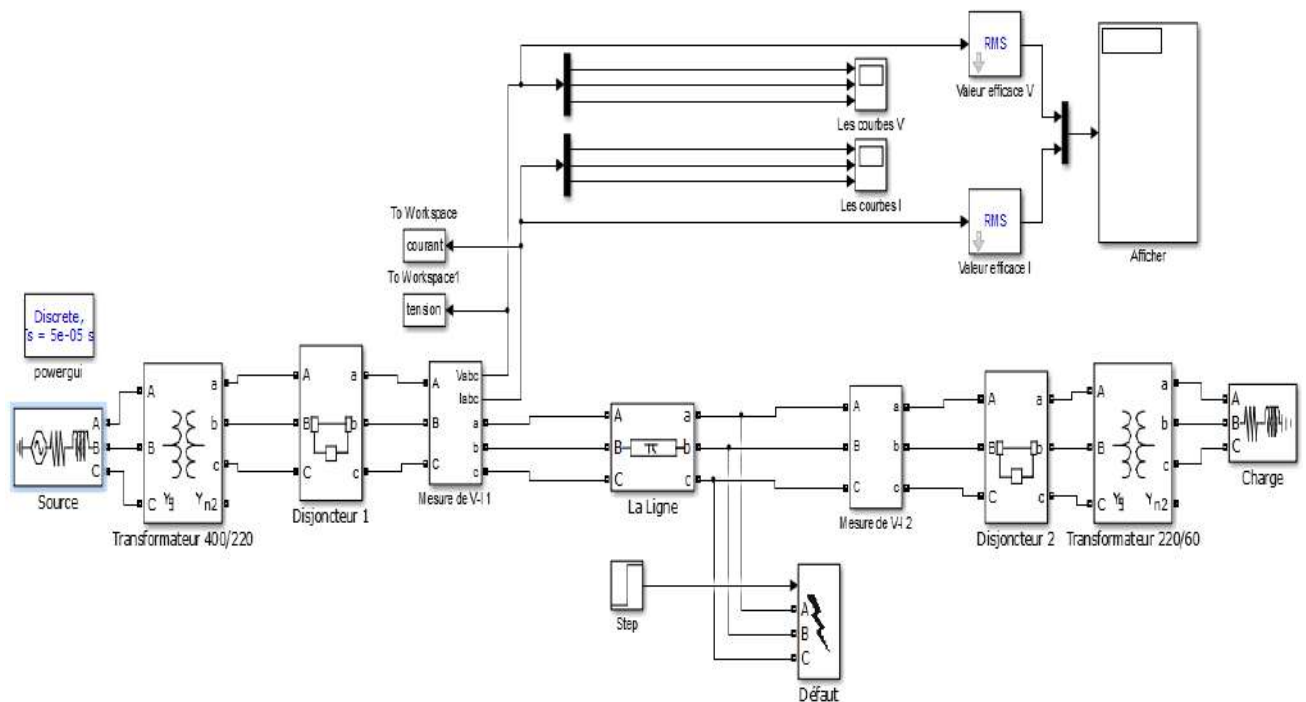 RMS
Valeur efficace V
Les courbes V
Les courbes I
RMS
Valeur efficace I
Afficher
To Workspace
courant
To Workspace1
tension
Discrete,
s = 5e-05 s
powergui
A
B
C
Source
A
B
C
a
b
c
Yg
Yn2
Transformateur 400/220
A
B
C
a
b
c
Disjoncteur 1
A
B
C
Vabc
Iabc
a
b
c
Mesure de V-I 1
A
B
C
a
b
c
La Ligne
A
B
C
a
b
c
Mesure de V-I 2
A
B
C
a
b
c
Disjoncteur 2
A
B
C
a
b
c
Yg
Yn2
Transformateur 220/60
A
B
C
Charge
Step
A
B
C
Défaut